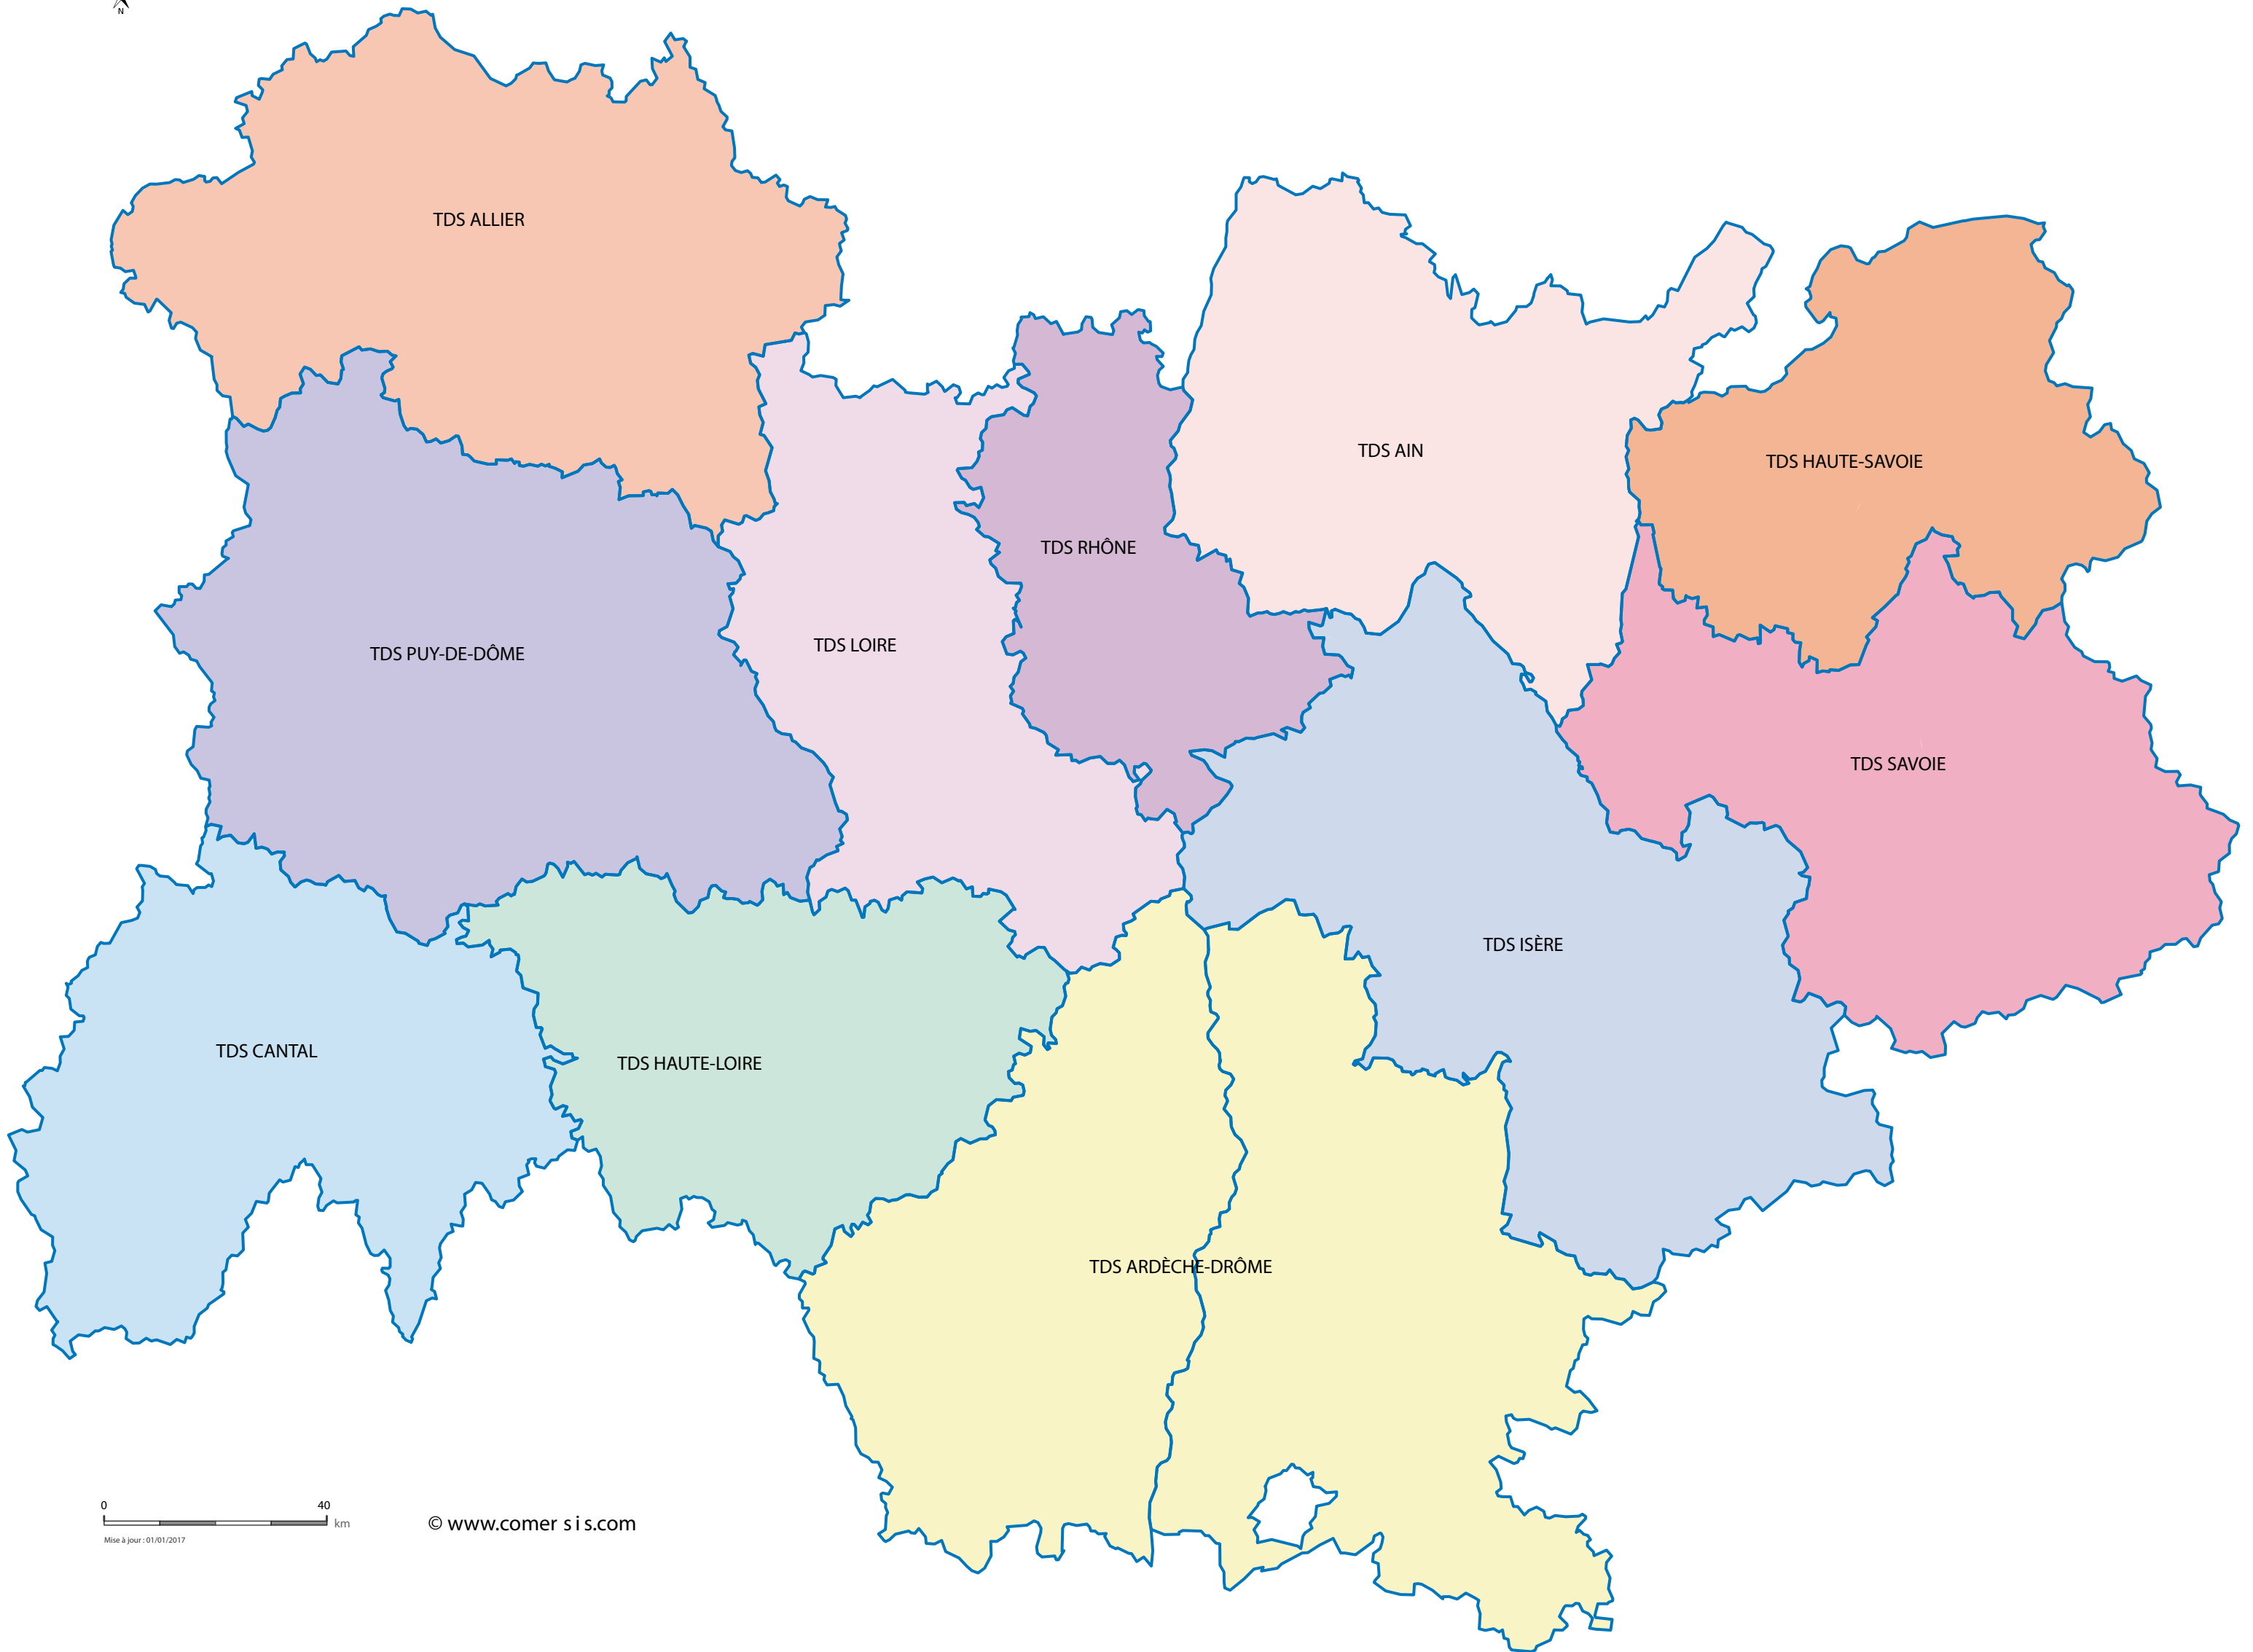 N
TDS ALLIER
TDS AIN
TDS HAUTE-SAVOIE
TDS RHÔNE
TDS LOIRE
TDS PUY-DE-DÔME
TDS SAVOIE
TDS ISÈRE
TDS CANTAL
TDS HAUTE-LOIRE
TDS ARDÈCHE-DRÔME
0 40
km
© www.comersis.com
Mise à jour : 01/01/2017